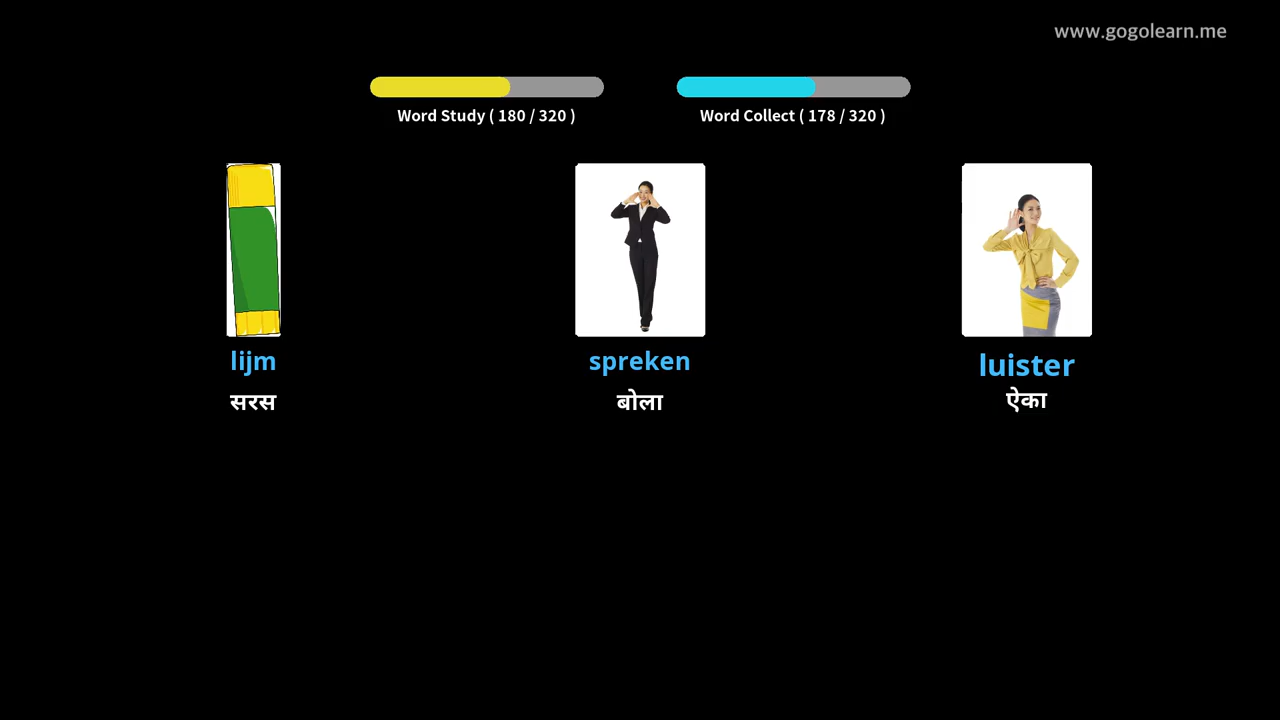 www.gogolearn.me
Word Study ( 180 / 320 )
Word Collect ( 178 / 320 )
lijm
spreken
luister
सरस
बोला
ऐका